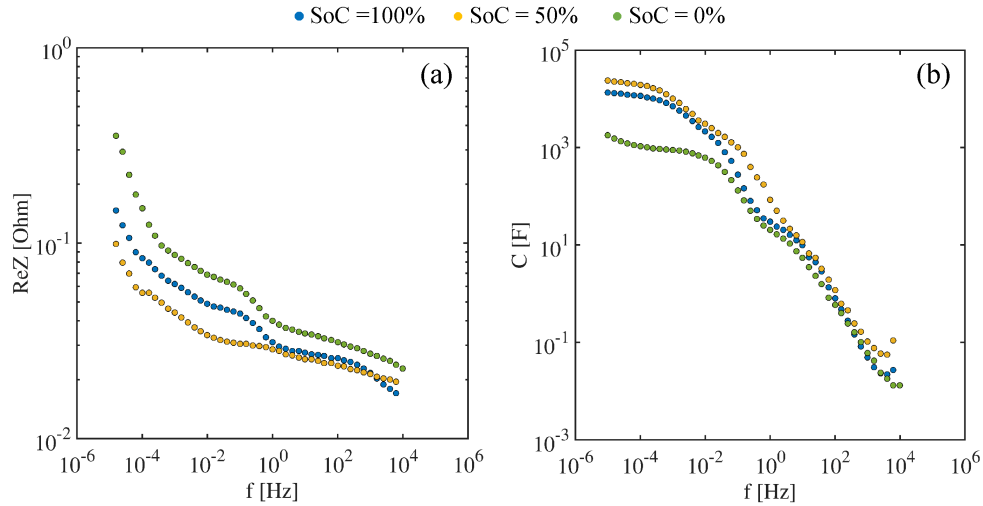 SoC =100% SoC = 50% SoC = 0%
(a)
ReZ [Ohm]
10^0
10^-1
10^-2
10^-6 10^-4 10^-2 10^0 10^2 10^4 10^6
f [Hz]
(b)
C [F]
10^5
10^3
10^1
10^-1
10^-3
10^-6 10^-4 10^-2 10^0 10^2 10^4 10^6
f [Hz]